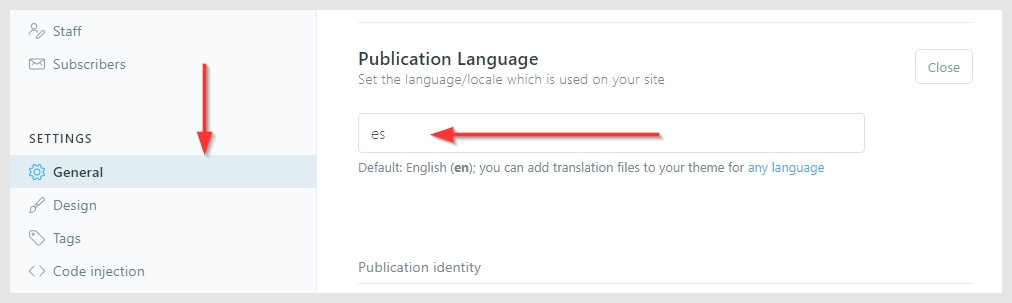 Staff
Subscribers
SETTINGS
General
Design
Tags
Code injection
Publication Language
Set the language/locale which is used on your site
Close
es
Default: English (en); you can add translation files to your theme for any language
Publication identity